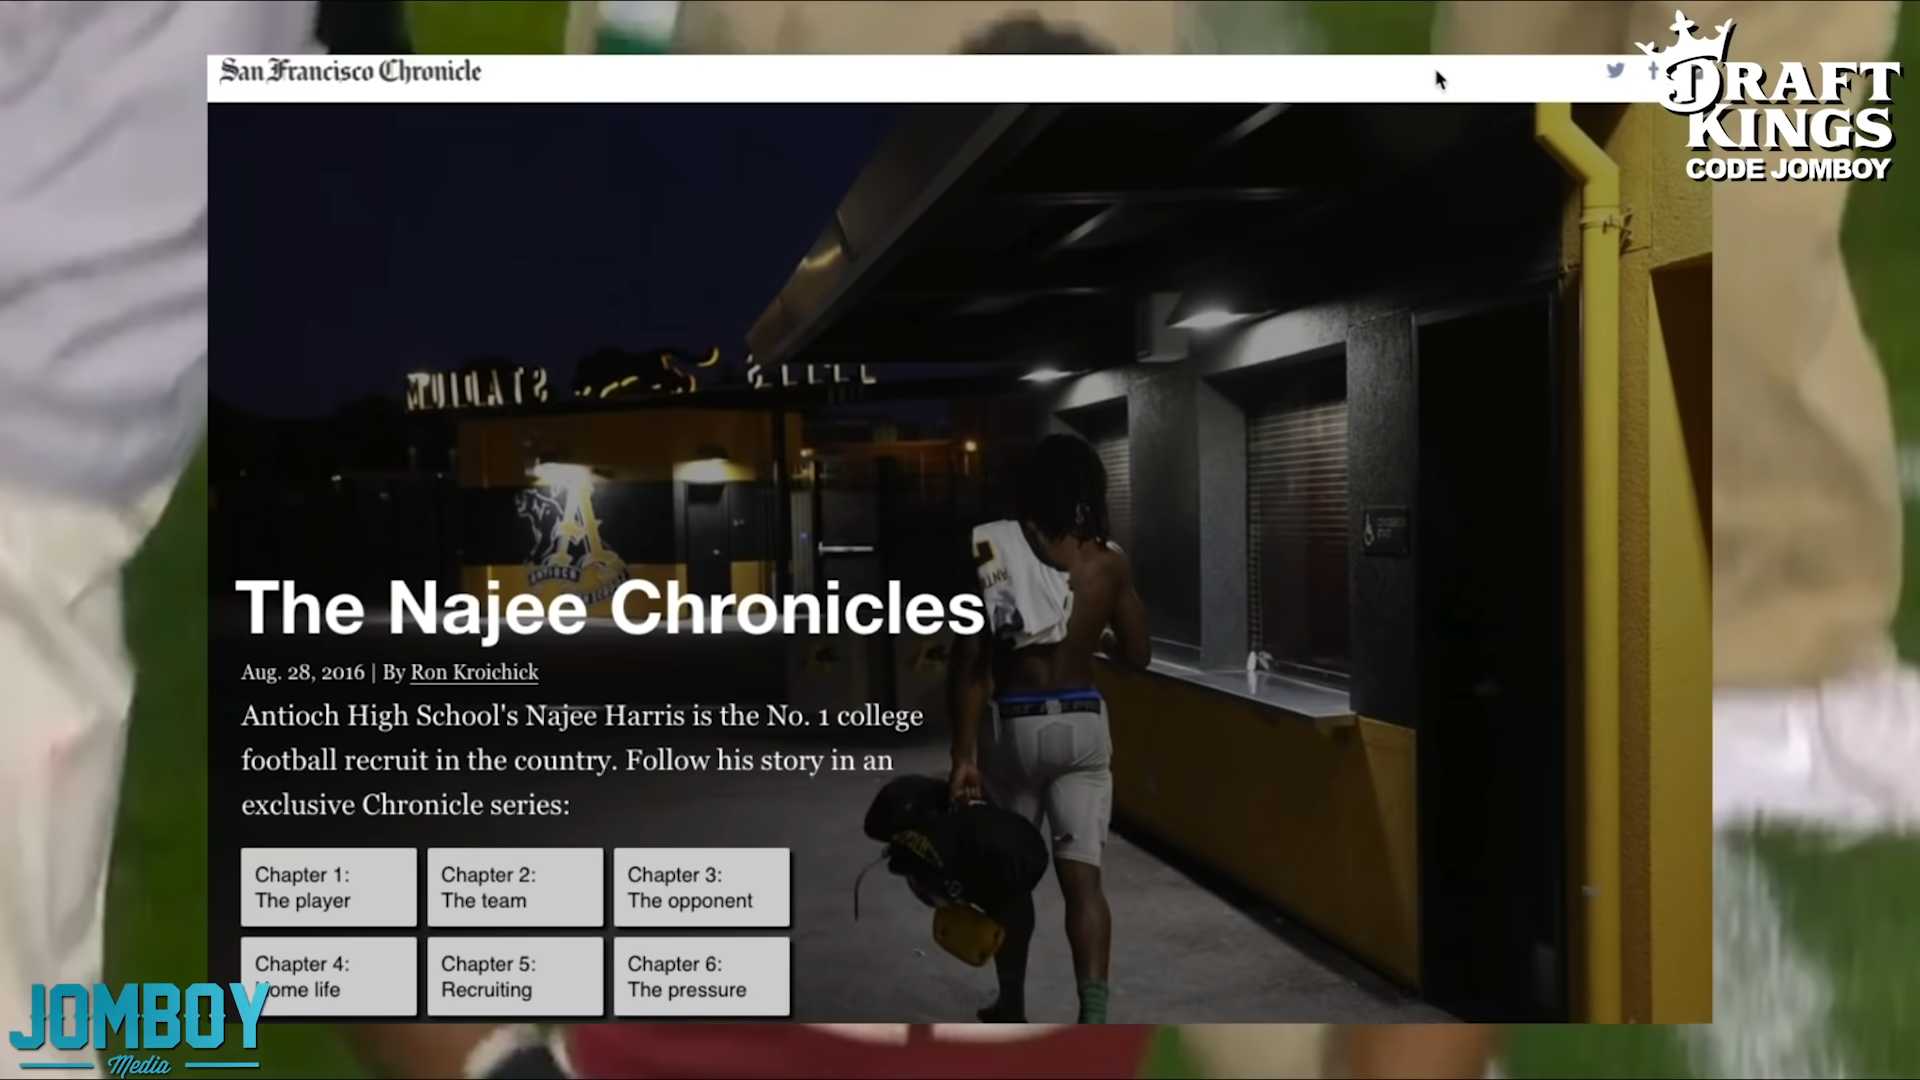 San Francisco Chronicle
DRAFT
KINGS
CODE JOMBOY
A
ANTIOCH
The Najee Chronicles
Aug. 28, 2016 | By Ron Kroichick
Antioch High School's Najee Harris is the No. 1 college
football recruit in the country. Follow his story in an
exclusive Chronicle series:
Chapter 1:
The player
Chapter 2:
The team
Chapter 3:
The opponent
Chapter 4:
Home life
Chapter 5:
Recruiting
Chapter 6:
The pressure
JOMBOY
Media